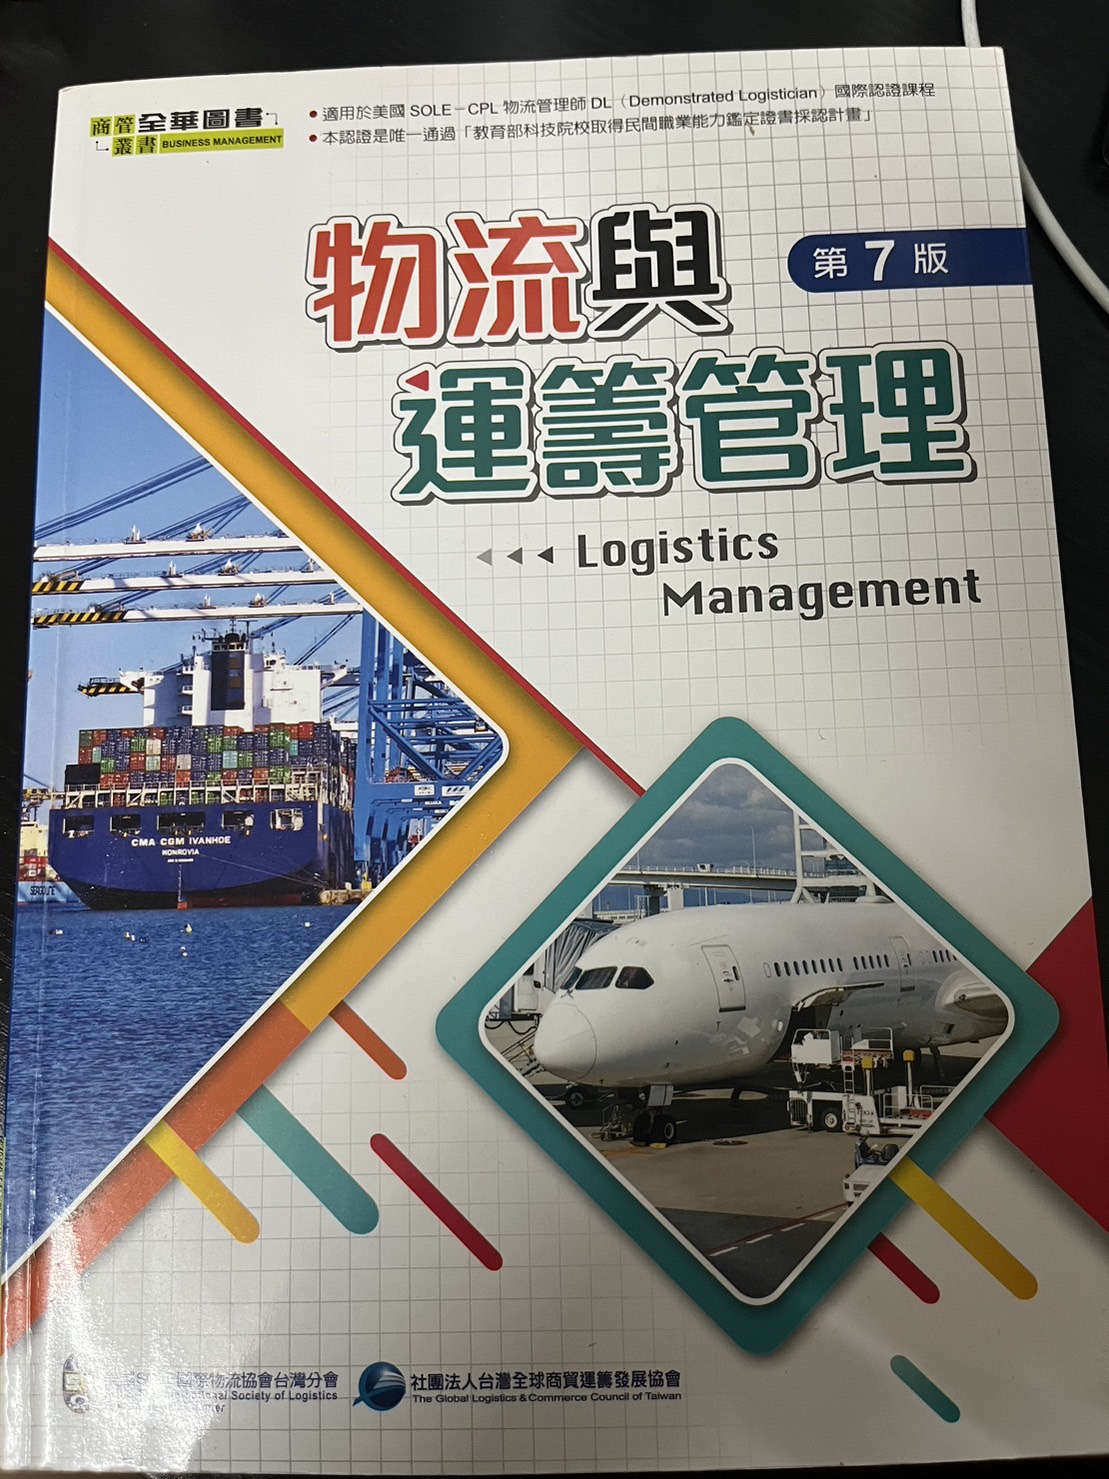 商管 全華圖書
叢書 BUSINESS MANAGEMENT
• 適用於美國 SOLE－CPL 物流管理師 DL（Demonstrated Logistician）國際認證課程
• 本認證是唯一通過「教育部科技院校取得民間職業能力鑑定證書採認計畫」
物流與
第7版
運籌管理
Logistics
Management
CMA CGM IVANHOE
MONROVIA
國際物流協會台灣分會
Society of Logistics
社團法人台灣全球商貿運籌發展協會
The Global Logistics & Commerce Council of Taiwan